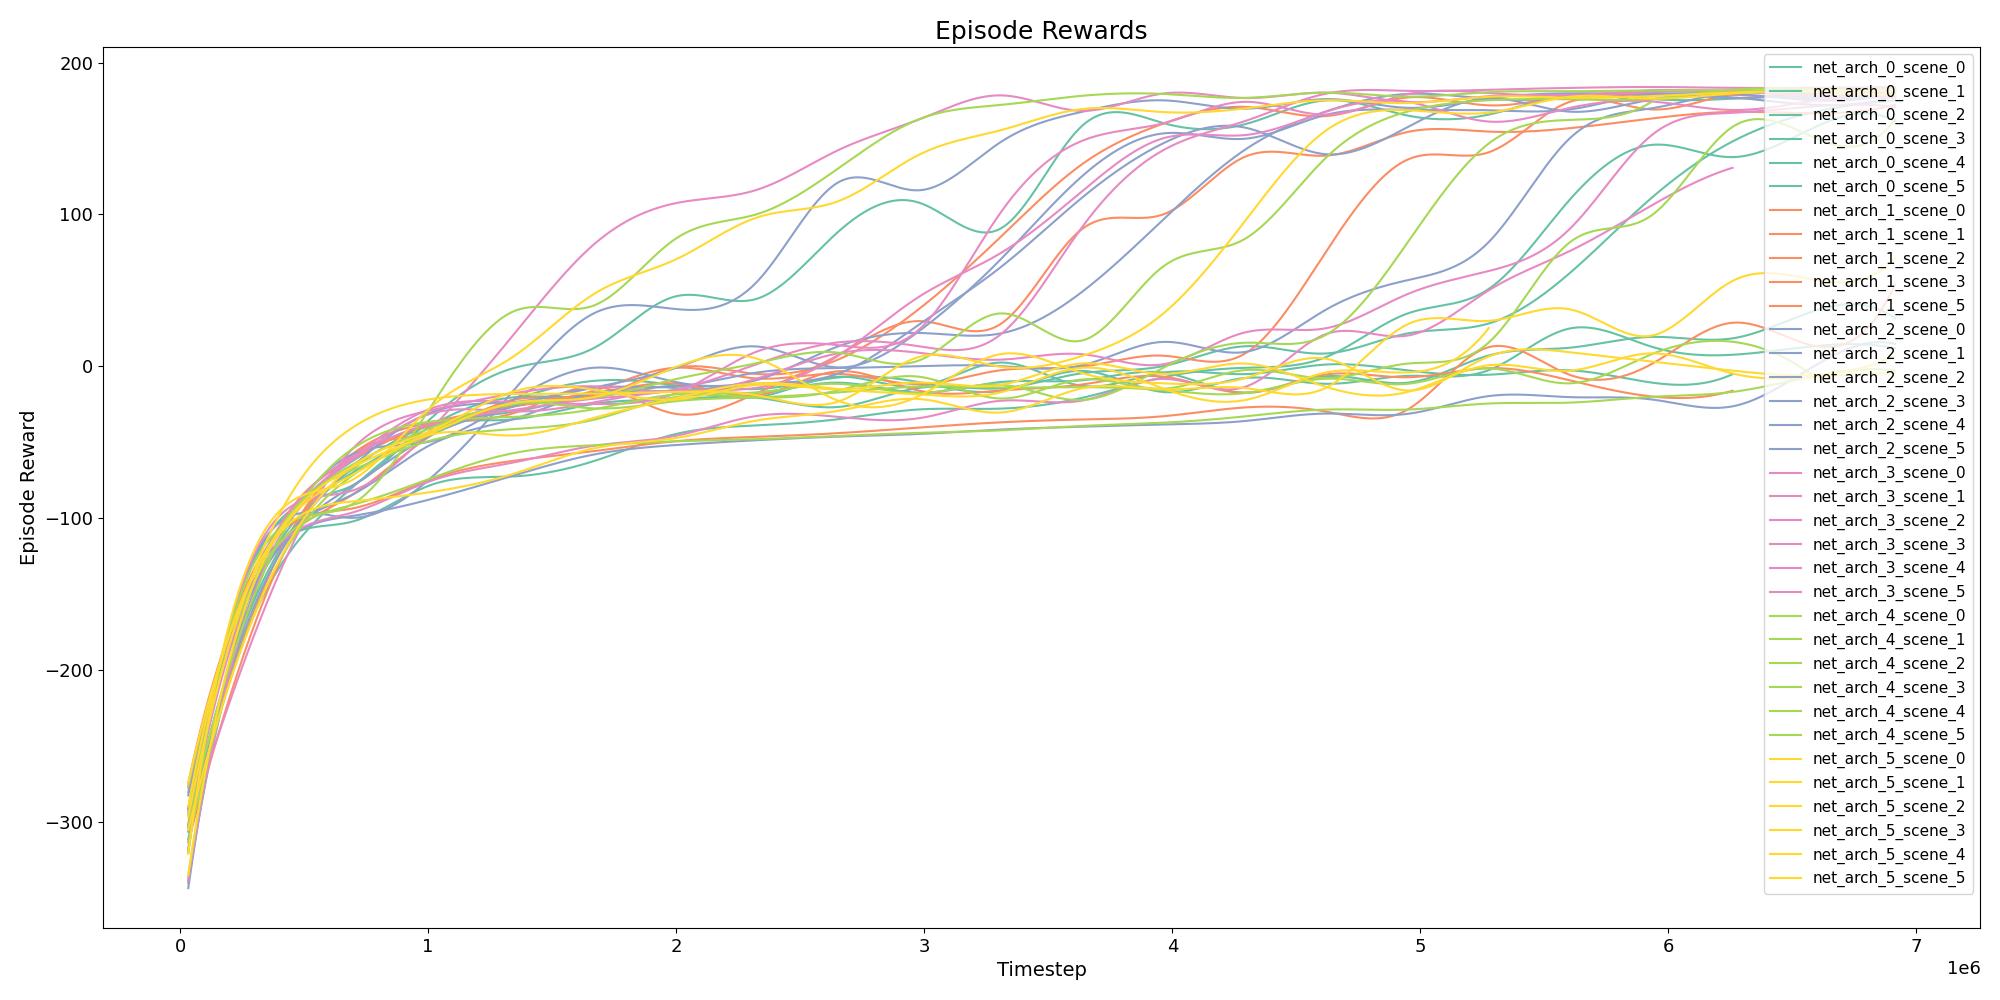 Episode Rewards
200
100
0
−100
−200
−300
Episode Reward
0
1
2
3
4
5
6
7
1e6
Timestep
net_arch_0_scene_0
net_arch_0_scene_1
net_arch_0_scene_2
net_arch_0_scene_3
net_arch_0_scene_4
net_arch_0_scene_5
net_arch_1_scene_0
net_arch_1_scene_1
net_arch_1_scene_2
net_arch_1_scene_3
net_arch_1_scene_5
net_arch_2_scene_0
net_arch_2_scene_1
net_arch_2_scene_2
net_arch_2_scene_3
net_arch_2_scene_4
net_arch_2_scene_5
net_arch_3_scene_0
net_arch_3_scene_1
net_arch_3_scene_2
net_arch_3_scene_3
net_arch_3_scene_4
net_arch_3_scene_5
net_arch_4_scene_0
net_arch_4_scene_1
net_arch_4_scene_2
net_arch_4_scene_3
net_arch_4_scene_4
net_arch_4_scene_5
net_arch_5_scene_0
net_arch_5_scene_1
net_arch_5_scene_2
net_arch_5_scene_3
net_arch_5_scene_4
net_arch_5_scene_5